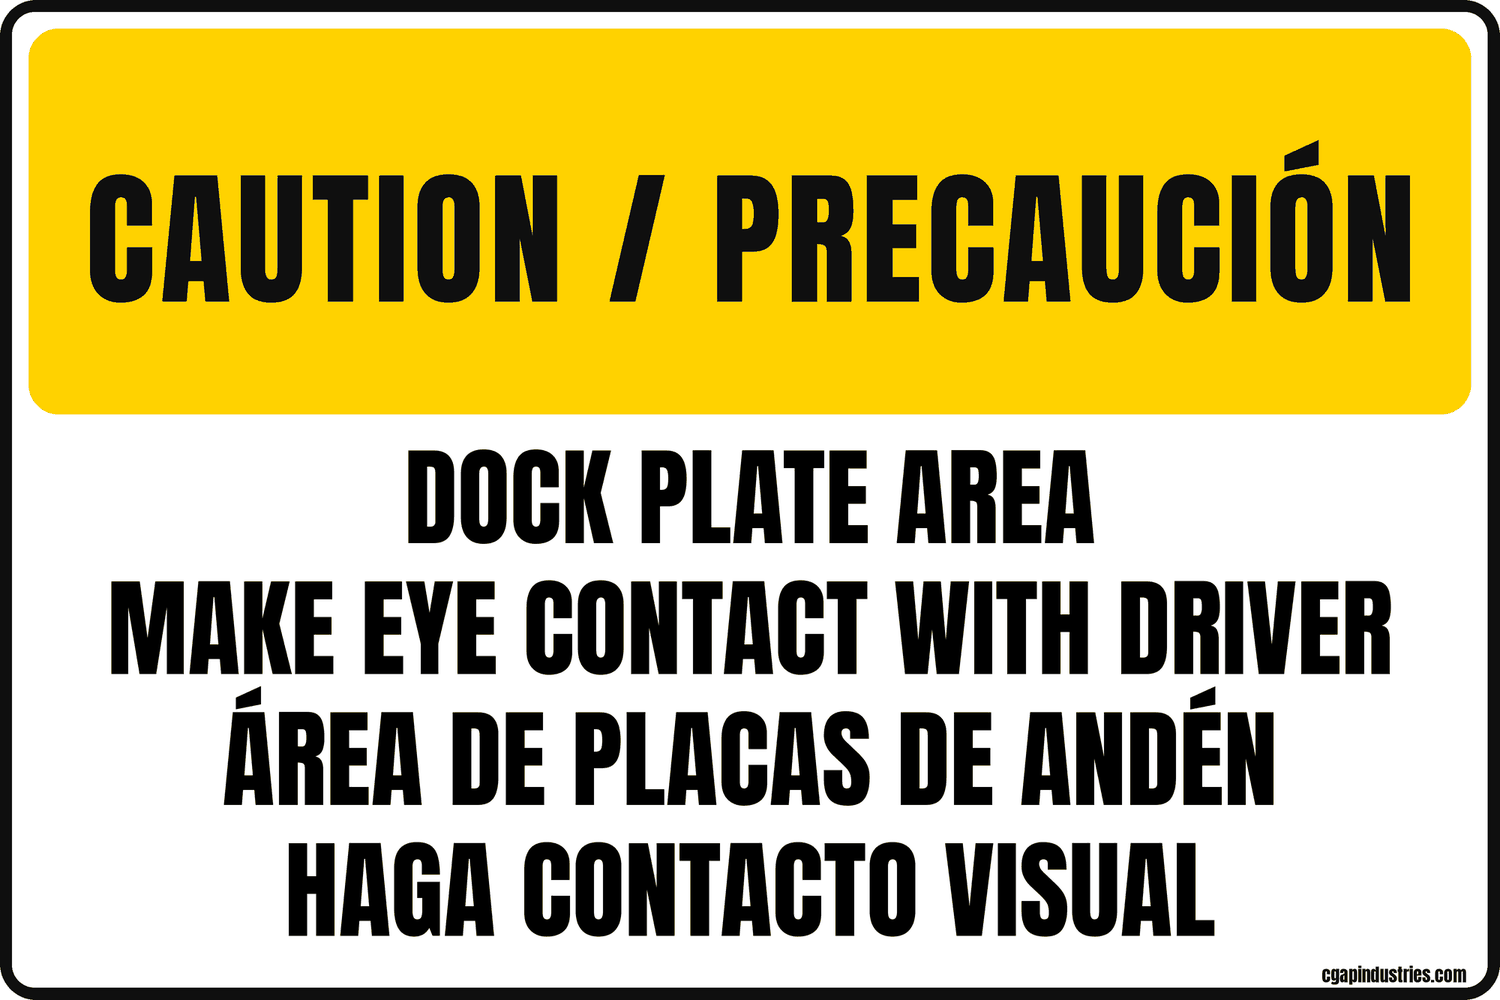 CAUTION / PRECAUCIÓN
DOCK PLATE AREA
MAKE EYE CONTACT WITH DRIVER
ÁREA DE PLACAS DE ANDÉN
HAGA CONTACTO VISUAL
cgapindustries.com